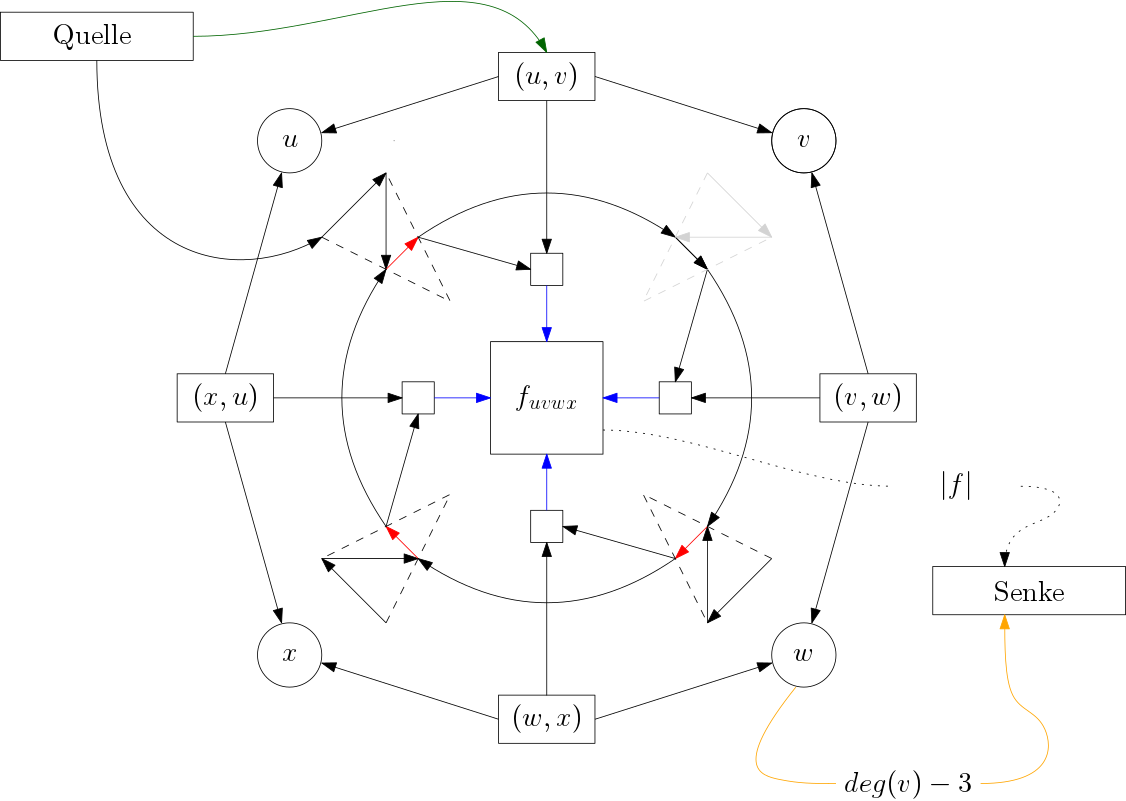 Quelle
(u, v)
u
v
(x, u)
f_{uvwx}
(v, w)
|f|
Senke
x
w
(w, x)
deg(v) − 3